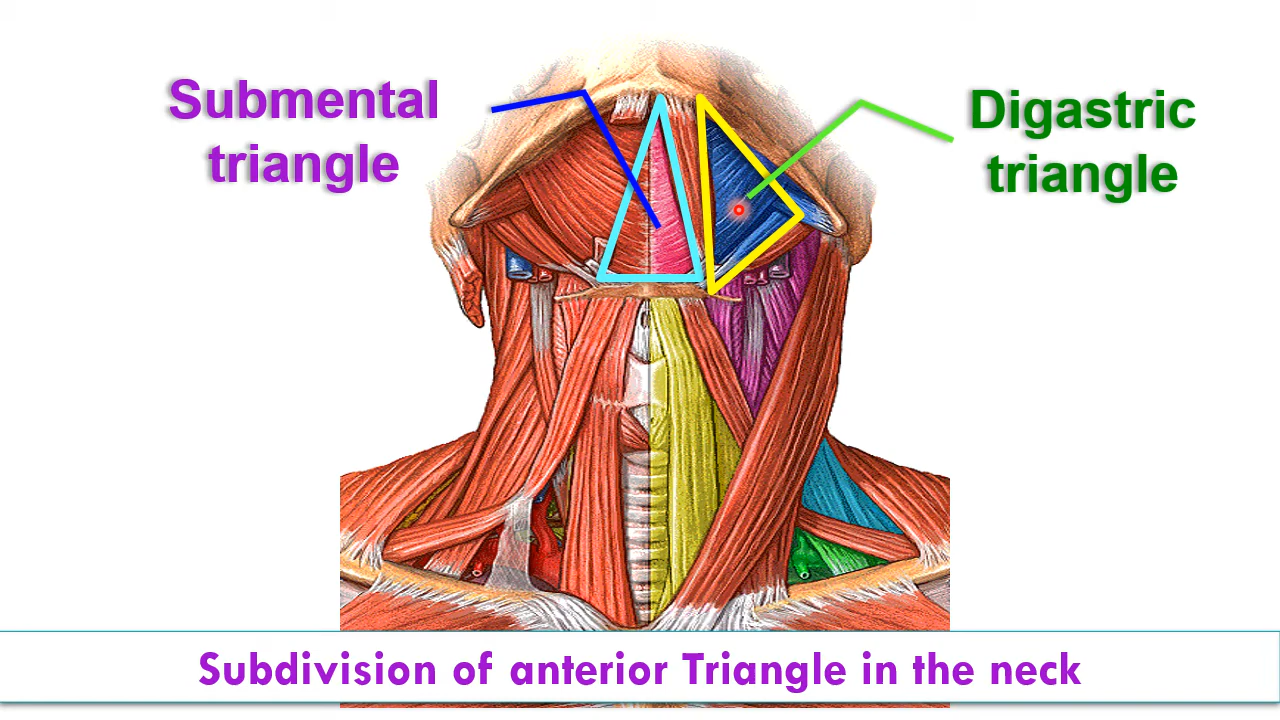 Submental
triangle
Digastric
triangle
Subdivision of anterior Triangle in the neck